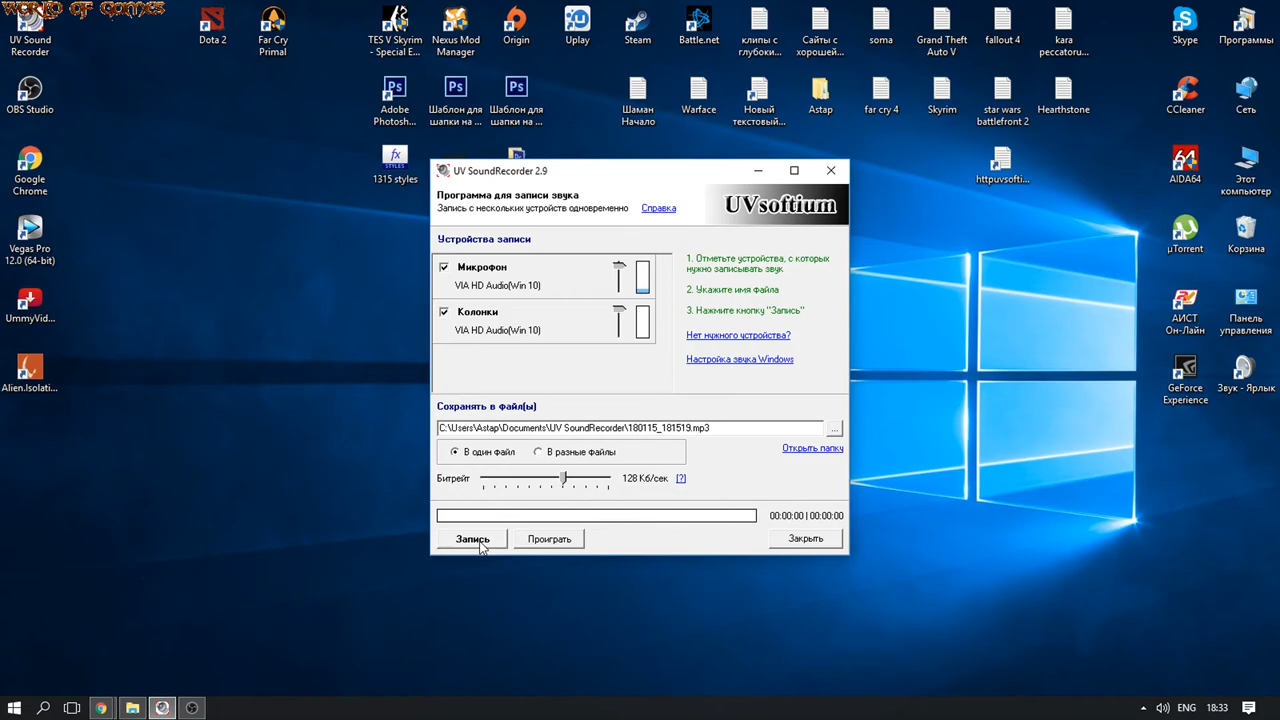 WORLD OF GAMES
UV Sound
Recorder
Dota 2
Far Cry
Primal
TES V Skyrim
- Special E...
Nexus Mod
Manager
Origin
Uplay
Steam
Battle.net
клипы с
глубоки...
Сайты с
хорошей...
soma
Grand Theft
Auto V
fallout 4
kara
peccatoru...
Skype
Программы
OBS Studio
Adobe
Photosh...
Шаблон для
шапки на ...
Шаблон для
шапки на ...
Шаман
Начало
Warface
Новый
текстовый...
Astap
far cry 4
Skyrim
star wars
battlefront 2
Hearthstone
CCleaner
Сеть
Google
Chrome
fx
STYLES
1315 styles
httpuvsofti...
64
AIDA64
Этот
компьютер
Vegas Pro
12.0 (64-bit)
µTorrent
Корзина
UmmyVid...
АИСТ
Он-Лайн
Панель
управления
Alien.Isolati...
GeForce
Experience
Звук - Ярлык
UV SoundRecorder 2.9
Программа для записи звука
Запись с нескольких устройств одновременно
Справка
UVsoftium
Устройства записи
Микрофон
VIA HD Audio(Win 10)
Колонки
VIA HD Audio(Win 10)
1. Отметьте устройства, с которых
нужно записывать звук
2. Укажите имя файла
3. Нажмите кнопку "Запись"
Нет нужного устройства?
Настройка звука Windows
Сохранять в файл(ы)
C:\Users\Astap\Documents\UV SoundRecorder\180115_181519.mp3
...
В один файл
В разные файлы
Открыть папку
Битрейт
128 Кб/сек
[?]
00:00:00 | 00:00:00
Запись
Проиграть
Закрыть
ENG
18:33